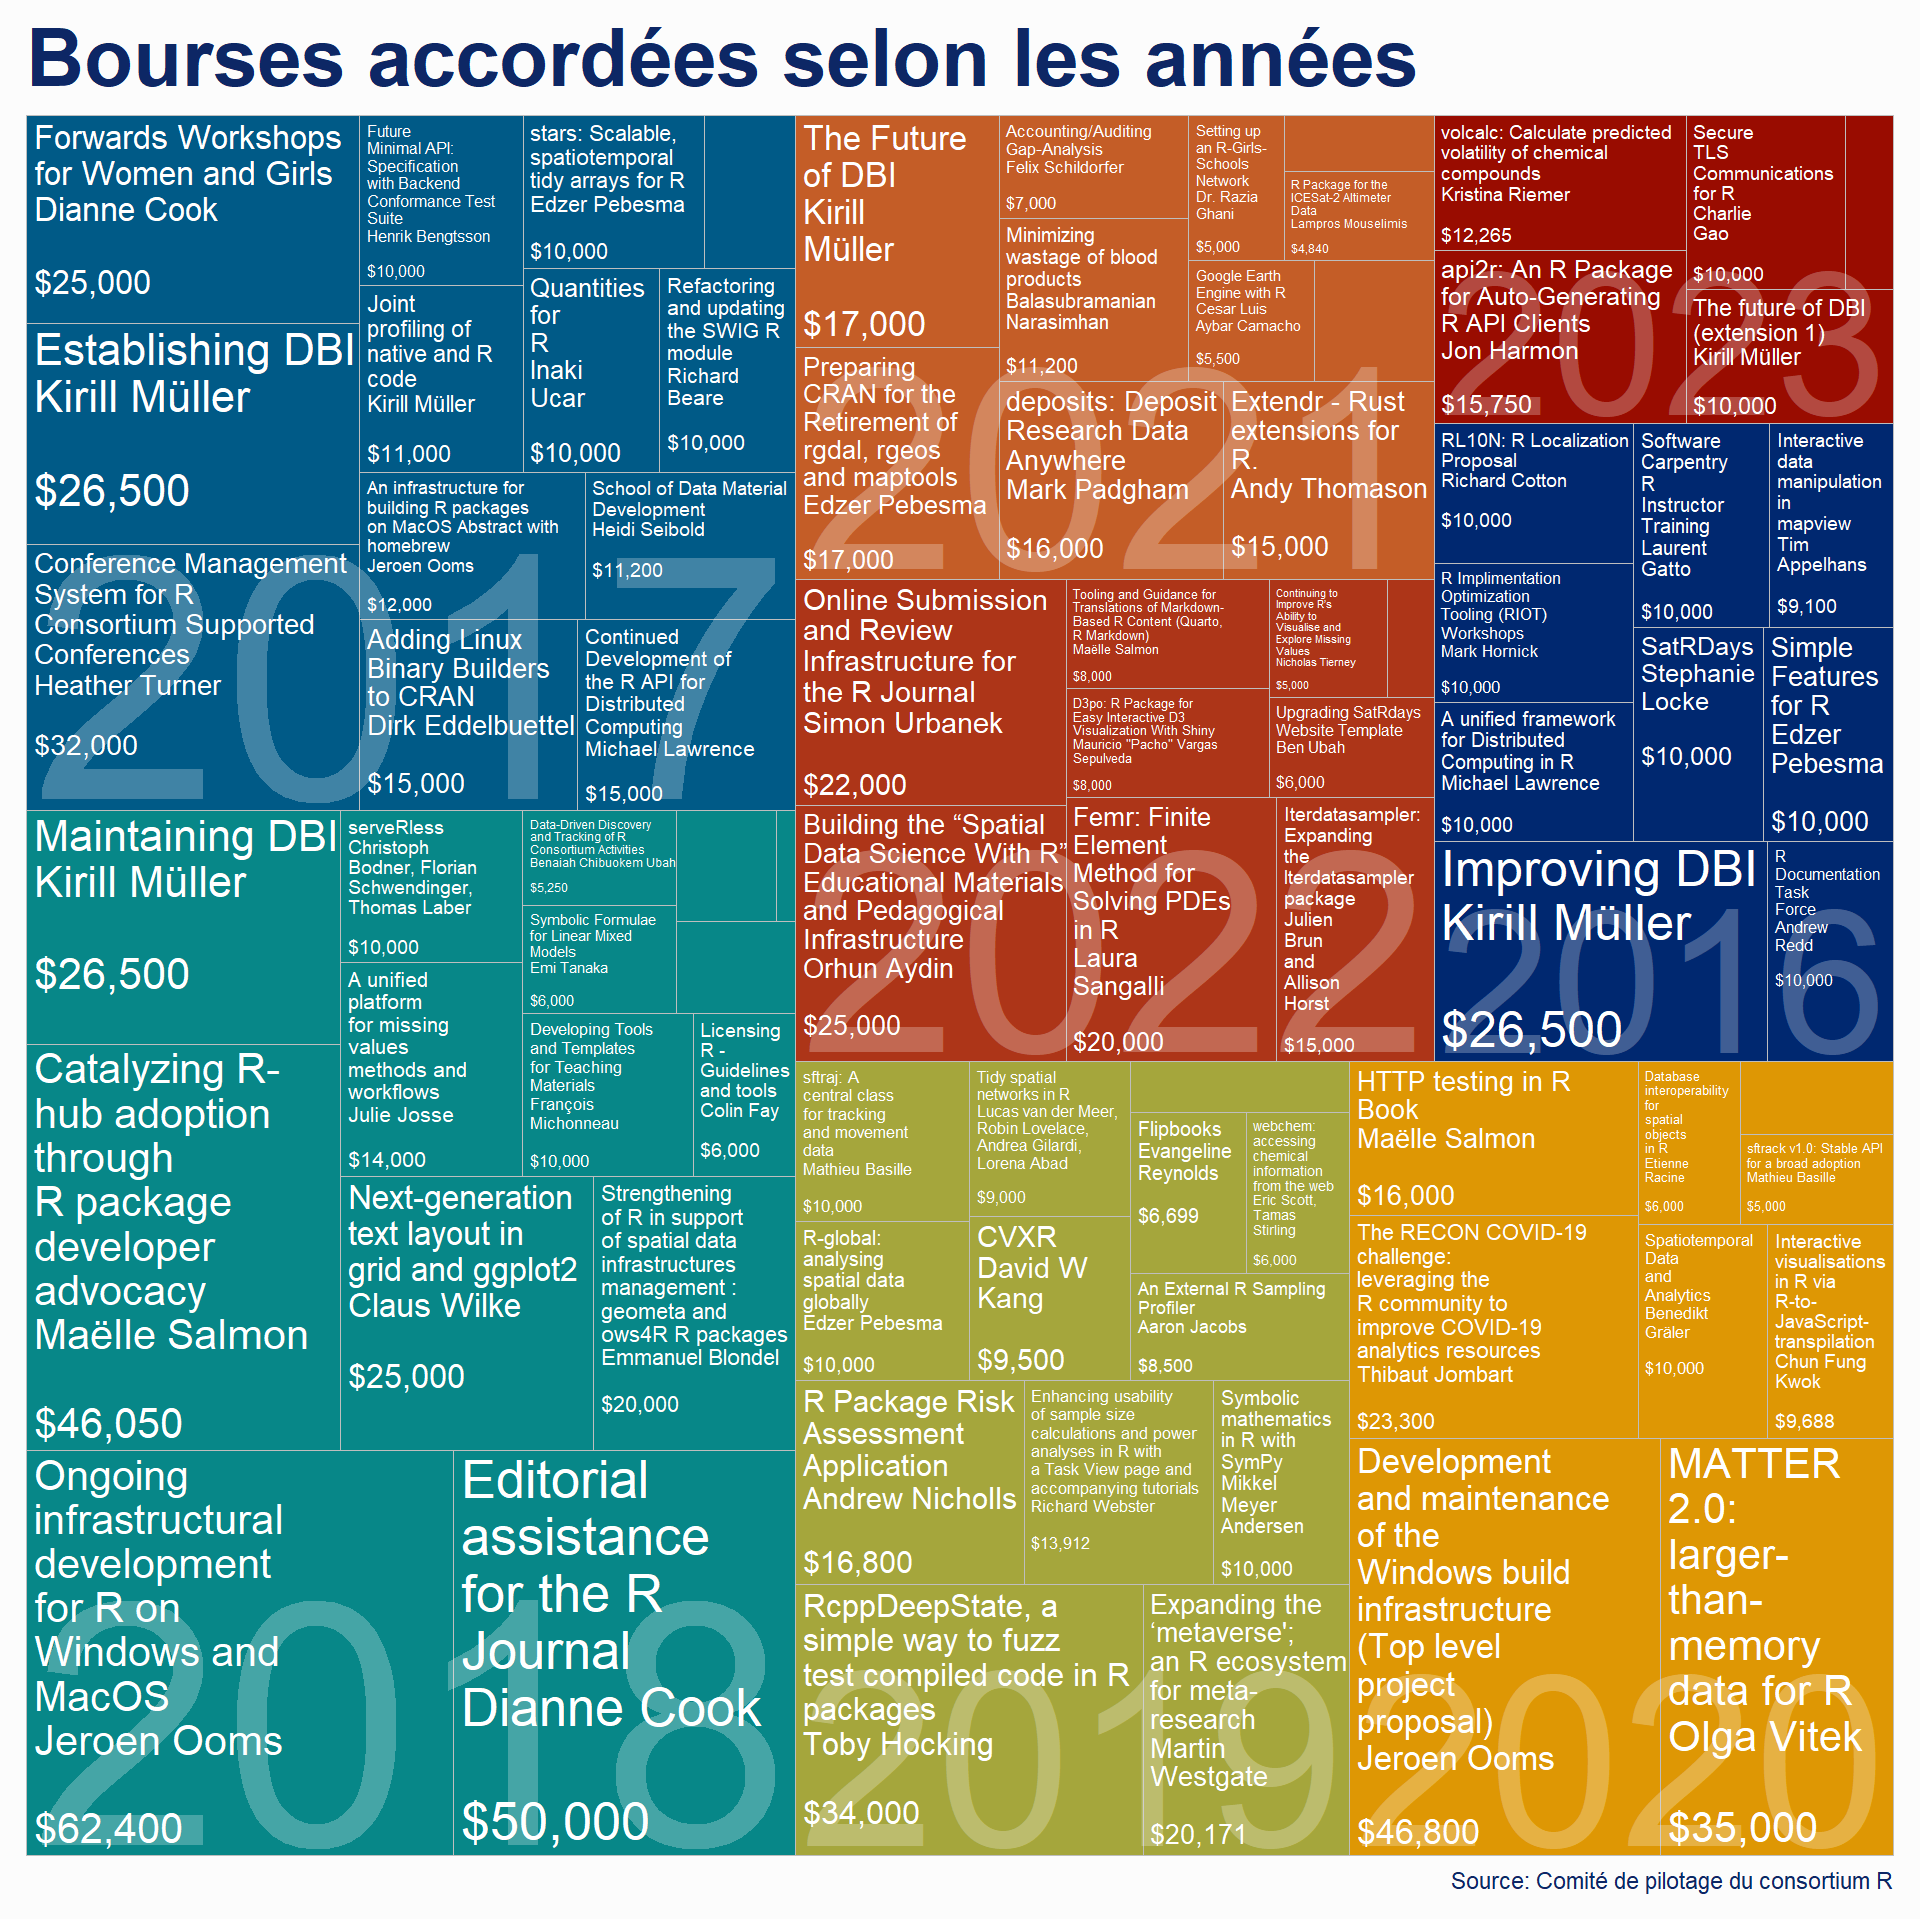 Bourses accordées selon les années
Forwards Workshops
for Women and Girls
Dianne Cook
$25,000
Establishing DBI
Kirill Müller
$26,500
Conference Management
System for R
Consortium Supported
Conferences
Heather Turner
$32,000
Future
Minimal API:
Specification
with Backend
Conformance Test
Suite
Henrik Bengtsson
$10,000
Joint
profiling of
native and R
code
Kirill Müller
$11,000
stars: Scalable,
spatiotemporal
tidy arrays for R
Edzer Pebesma
$10,000
Quantities
for
R
Inaki
Ucar
$10,000
Refactoring
and updating
the SWIG R
module
Richard
Beare
$10,000
An infrastructure for
building R packages
on MacOS Abstract with
homebrew
Jeroen Ooms
$12,000
School of Data Material
Development
Heidi Seibold
$11,200
Adding Linux
Binary Builders
to CRAN
Dirk Eddelbuettel
$15,000
Continued
Development of
the R API for
Distributed
Computing
Michael Lawrence
$15,000
2017
The Future
of DBI
Kirill
Müller
$17,000
Preparing
CRAN for the
Retirement of
rgdal, rgeos
and maptools
Edzer Pebesma
$17,000
Accounting/Auditing
Gap-Analysis
Felix Schildorfer
$7,000
Minimizing
wastage of blood
products
Balasubramanian
Narasimhan
$11,200
Setting up
an R-Girls-
Schools
Network
Dr. Razia
Ghani
$5,000
R Package for the
ICESat-2 Altimeter
Data
Lampros Mouselimis
$4,840
Google Earth
Engine with R
Cesar Luis
Aybar Camacho
$5,500
deposits: Deposit
Research Data
Anywhere
Mark Padgham
$16,000
Extendr - Rust
extensions for
R.
Andy Thomason
$15,000
2021
volcalc: Calculate predicted
volatility of chemical
compounds
Kristina Riemer
$12,265
api2r: An R Package
for Auto-Generating
R API Clients
Jon Harmon
$15,750
Secure
TLS
Communications
for R
Charlie
Gao
$10,000
The future of DBI
(extension 1)
Kirill Müller
$10,000
2023
Online Submission
and Review
Infrastructure for
the R Journal
Simon Urbanek
$22,000
Building the “Spatial
Data Science With R”
Educational Materials
and Pedagogical
Infrastructure
Orhun Aydin
$25,000
Tooling and Guidance for
Translations of Markdown-
Based R Content (Quarto,
R Markdown)
Maëlle Salmon
$8,000
D3po: R Package for
Easy Interactive D3
Visualization With Shiny
Mauricio "Pacho" Vargas
Sepulveda
$8,000
Continuing to
Improve R's
Ability to
Visualise and
Explore Missing
Values
Nicholas Tierney
$5,000
Upgrading SatRdays
Website Template
Ben Ubah
$6,000
Femr: Finite
Element
Method for
Solving PDEs
in R
Laura
Sangalli
$20,000
Iterdatasampler:
Expanding
the
Iterdatasampler
package
Julien
Brun
and
Allison
Horst
$15,000
2022
RL10N: R Localization
Proposal
Richard Cotton
$10,000
R Implimentation
Optimization
Tooling (RIOT)
Workshops
Mark Hornick
$10,000
A unified framework
for Distributed
Computing in R
Michael Lawrence
$10,000
Software
Carpentry
R
Instructor
Training
Laurent
Gatto
$10,000
Interactive
data
manipulation
in
mapview
Tim
Appelhans
$9,100
SatRDays
Stephanie
Locke
$10,000
Simple
Features
for R
Edzer
Pebesma
$10,000
Improving DBI
Kirill Müller
$26,500
R
Documentation
Task
Force
Andrew
Redd
$10,000
2016
Maintaining DBI
Kirill Müller
$26,500
Catalyzing R-
hub adoption
through
R package
developer
advocacy
Maëlle Salmon
$46,050
serveRless
Christoph
Bodner, Florian
Schwendinger,
Thomas Laber
$10,000
A unified
platform
for missing
values
methods and
workflows
Julie Josse
$14,000
Data-Driven Discovery
and Tracking of R
Consortium Activities
Benaiah Chibuokem Ubah
$5,250
Symbolic Formulae
for Linear Mixed
Models
Emi Tanaka
$6,000
Developing Tools
and Templates
for Teaching
Materials
François
Michonneau
$10,000
Licensing
R -
Guidelines
and tools
Colin Fay
$6,000
Next-generation
text layout in
grid and ggplot2
Claus Wilke
$25,000
Strengthening
of R in support
of spatial data
infrastructures
management :
geometa and
ows4R R packages
Emmanuel Blondel
$20,000
Ongoing
infrastructural
development
for R on
Windows and
MacOS
Jeroen Ooms
$62,400
Editorial
assistance
for the R
Journal
Dianne Cook
$50,000
2018
sftraj: A
central class
for tracking
and movement
data
Mathieu Basille
$10,000
R-global:
analysing
spatial data
globally
Edzer Pebesma
$10,000
Tidy spatial
networks in R
Lucas van der Meer,
Robin Lovelace,
Andrea Gilardi,
Lorena Abad
$9,000
CVXR
David W
Kang
$9,500
Flipbooks
Evangeline
Reynolds
$6,699
webchem:
accessing
chemical
information
from the web
Eric Scott,
Tamas
Stirling
$6,000
An External R Sampling
Profiler
Aaron Jacobs
$8,500
R Package Risk
Assessment
Application
Andrew Nicholls
$16,800
Enhancing usability
of sample size
calculations and power
analyses in R with
a Task View page and
accompanying tutorials
Richard Webster
$13,912
Symbolic
mathematics
in R with
SymPy
Mikkel
Meyer
Andersen
$10,000
RcppDeepState, a
simple way to fuzz
test compiled code in R
packages
Toby Hocking
$34,000
Expanding the
‘metaverse';
an R ecosystem
for meta-
research
Martin
Westgate
$20,171
2019
HTTP testing in R
Book
Maëlle Salmon
$16,000
The RECON COVID-19
challenge:
leveraging the
R community to
improve COVID-19
analytics resources
Thibaut Jombart
$23,300
Database
interoperability
for
spatial
objects
in R
Etienne
Racine
$6,000
sftrack v1.0: Stable API
for a broad adoption
Mathieu Basille
$5,000
Spatiotemporal
Data
and
Analytics
Benedikt
Gräler
$10,000
Interactive
visualisations
in R via
R-to-
JavaScript-
transpilation
Chun Fung
Kwok
$9,688
Development
and maintenance
of the
Windows build
infrastructure
(Top level
project
proposal)
Jeroen Ooms
$46,800
MATTER
2.0:
larger-
than-
memory
data for R
Olga Vitek
$35,000
2020
Source: Comité de pilotage du consortium R